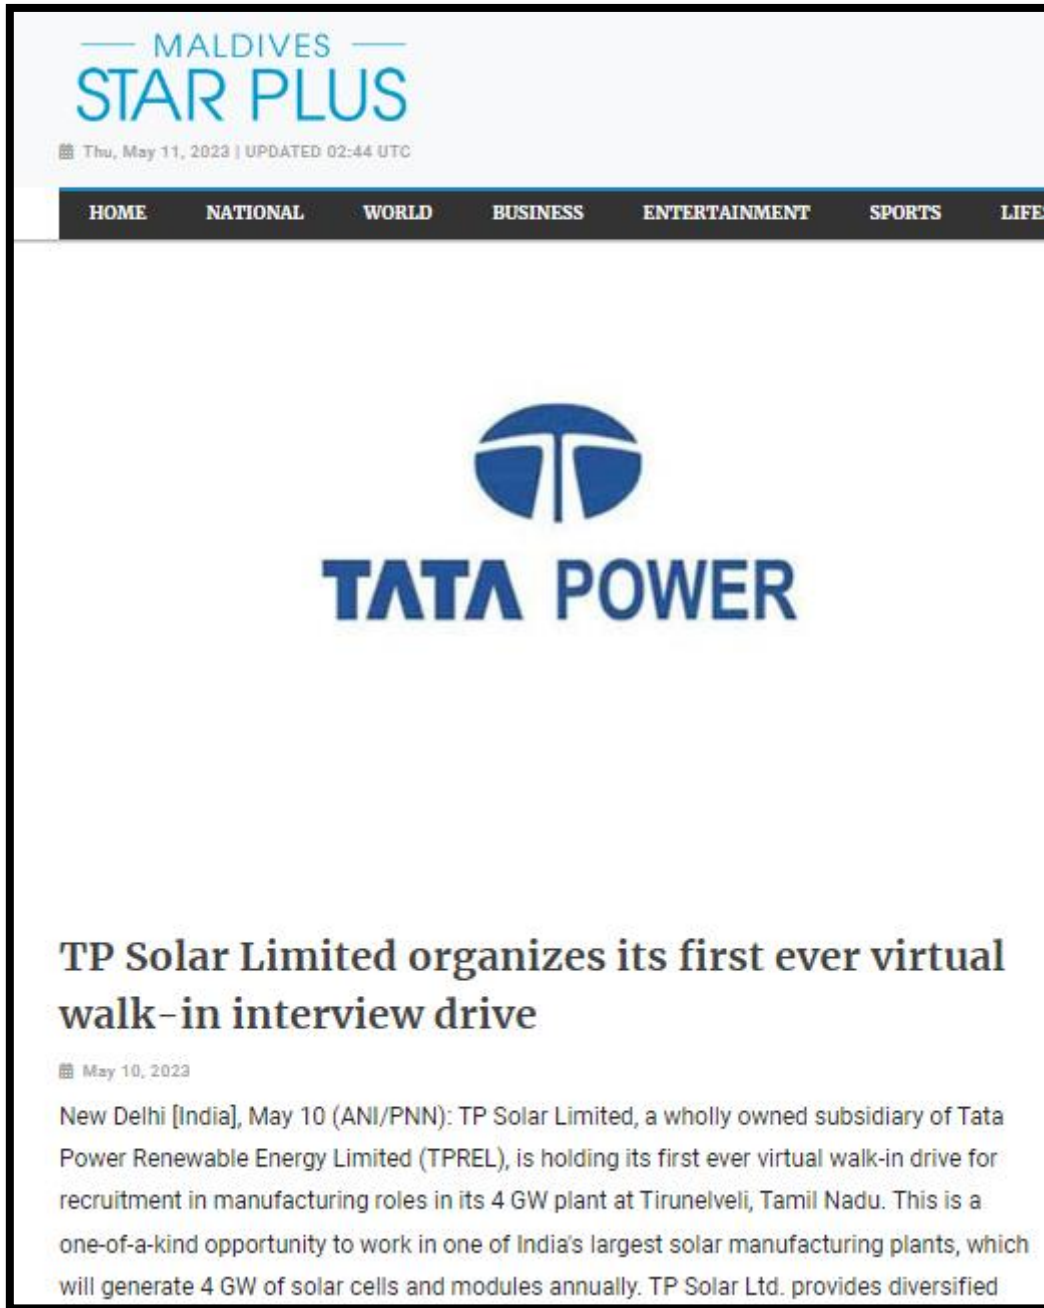 MALDIVES
STAR PLUS
Thu, May 11, 2023 | UPDATED 02:44 UTC
HOME NATIONAL WORLD BUSINESS ENTERTAINMENT SPORTS LIFES
TATA POWER
TP Solar Limited organizes its first ever virtual
walk-in interview drive
May 10, 2023
New Delhi [India], May 10 (ANI/PNN): TP Solar Limited, a wholly owned subsidiary of Tata
Power Renewable Energy Limited (TPREL), is holding its first ever virtual walk-in drive for
recruitment in manufacturing roles in its 4 GW plant at Tirunelveli, Tamil Nadu. This is a
one-of-a-kind opportunity to work in one of India's largest solar manufacturing plants, which
will generate 4 GW of solar cells and modules annually. TP Solar Ltd. provides diversified